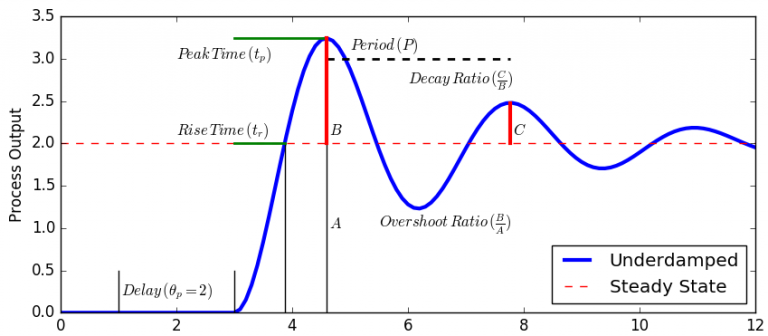 3.5
3.0
2.5
2.0
1.5
1.0
0.5
0.0
Process Output
Peak Time (t_p)
Period (P)
Decay Ratio (C/B)
Rise Time (t_r)
B
C
A
Overshoot Ratio (B/A)
Delay (θ_p = 2)
Underdamped
Steady State
0 2 4 6 8 10 12